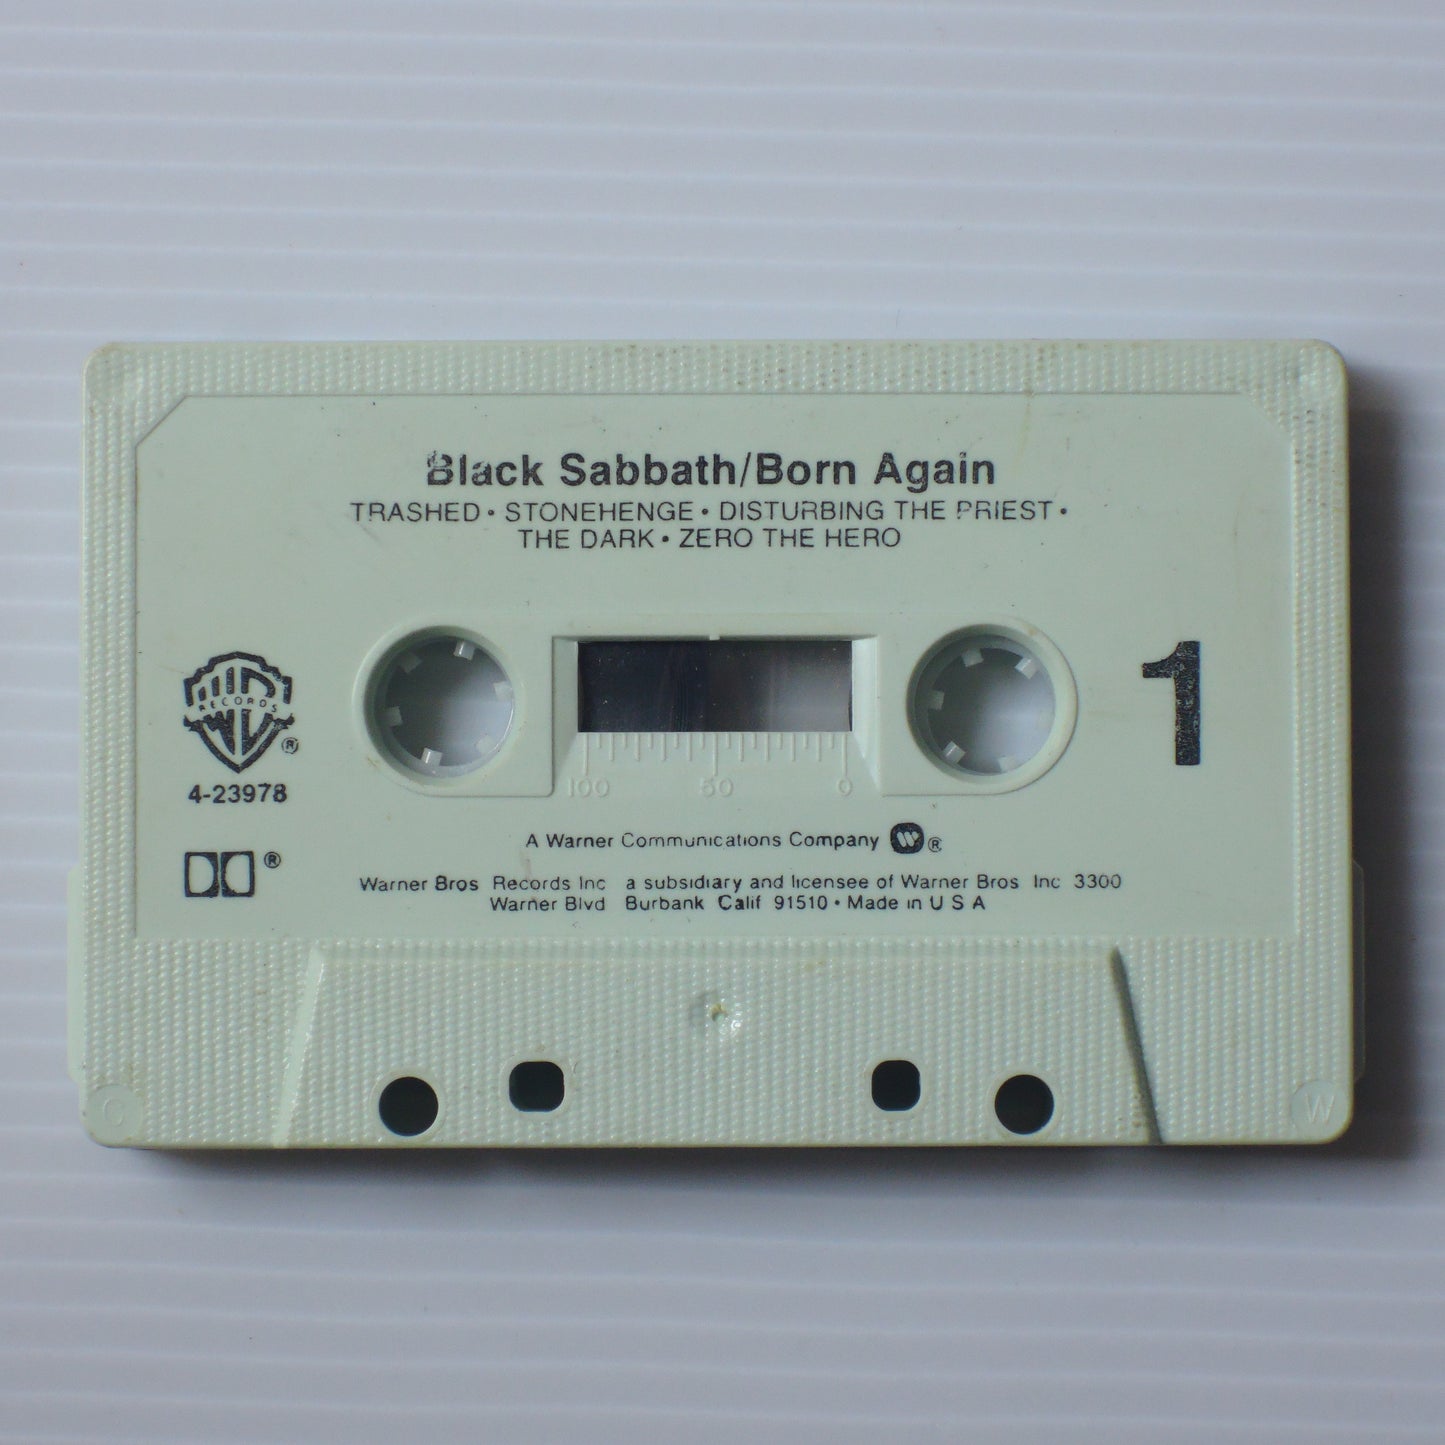 Black Sabbath/Born Again
TRASHED • STONEHENGE • DISTURBING THE PRIEST •
THE DARK • ZERO THE HERO
1
RECORDS
®
4-23978
®
100 50 0
A Warner Communications Company ®
Warner Bros Records Inc a subsidiary and licensee of Warner Bros Inc 3300
Warner Blvd Burbank Calif 91510 • Made in U S A
G W